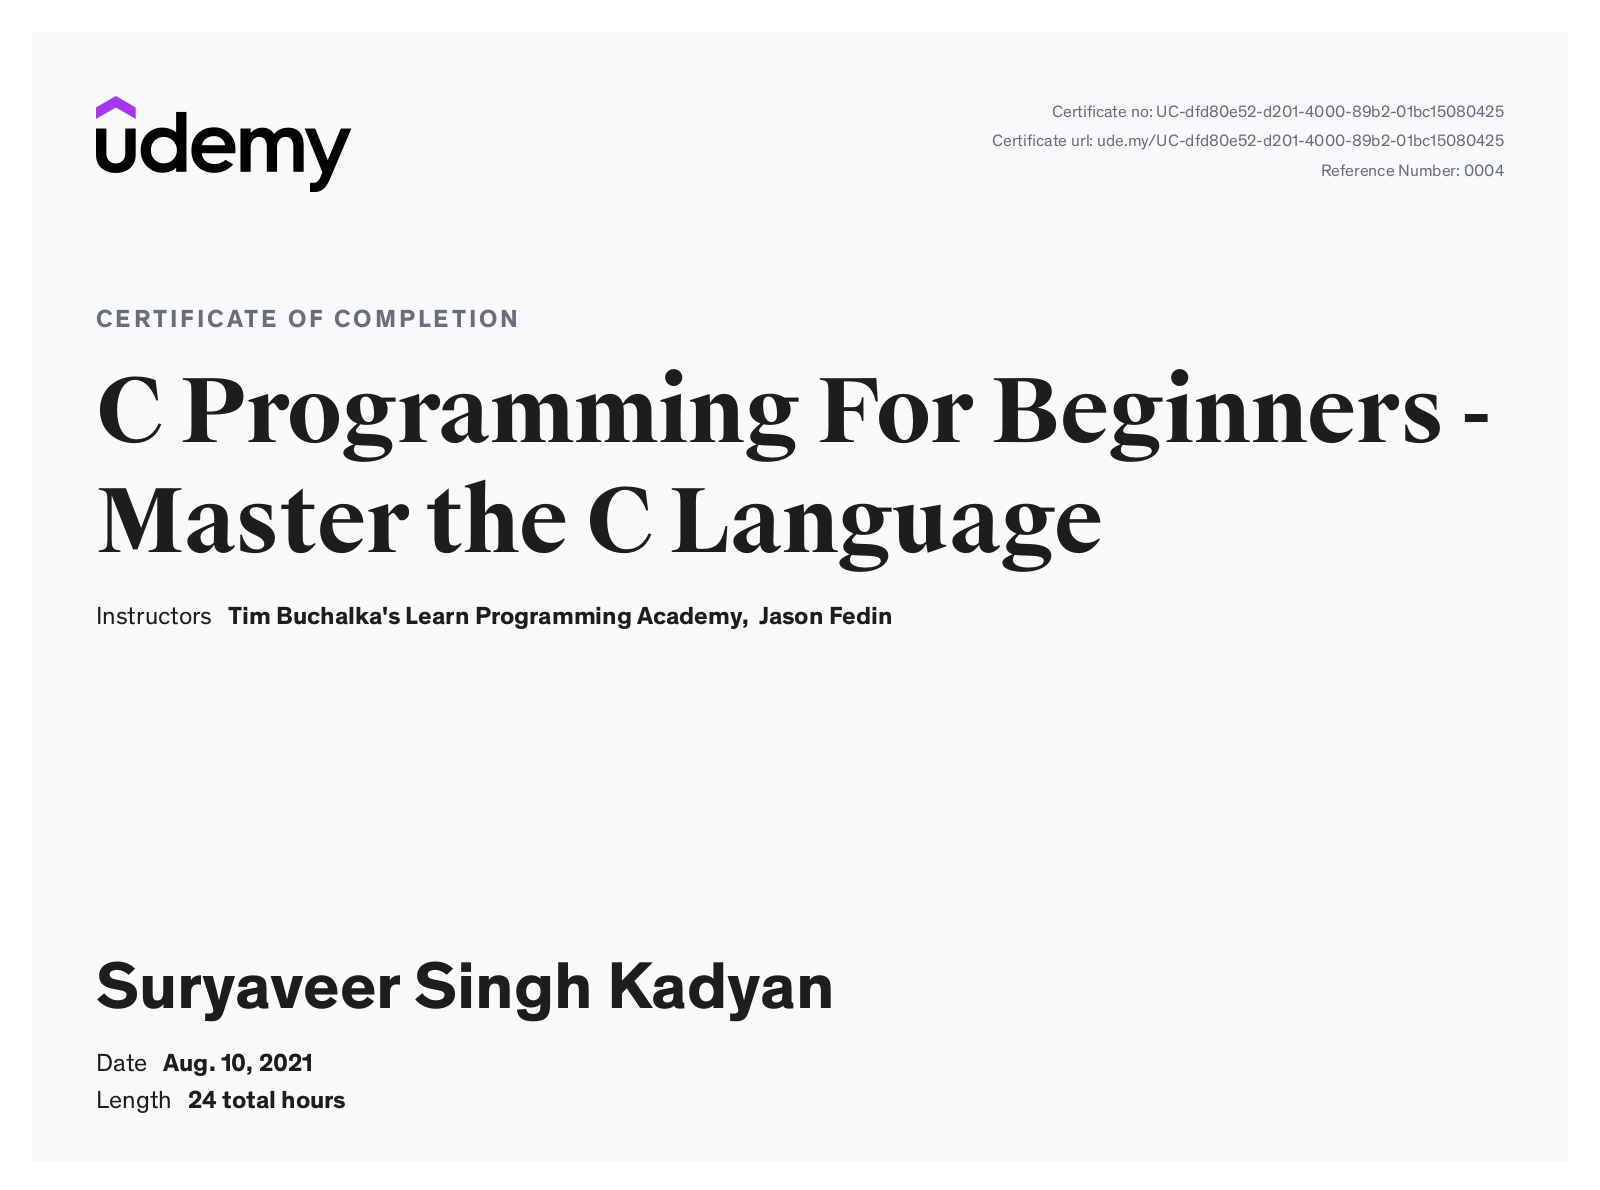 udemy
Certificate no: UC-dfd80e52-d201-4000-89b2-01bc15080425
Certificate url: ude.my/UC-dfd80e52-d201-4000-89b2-01bc15080425
Reference Number: 0004
CERTIFICATE OF COMPLETION
C Programming For Beginners -
Master the C Language
Instructors Tim Buchalka's Learn Programming Academy, Jason Fedin
Suryaveer Singh Kadyan
Date Aug. 10, 2021
Length 24 total hours